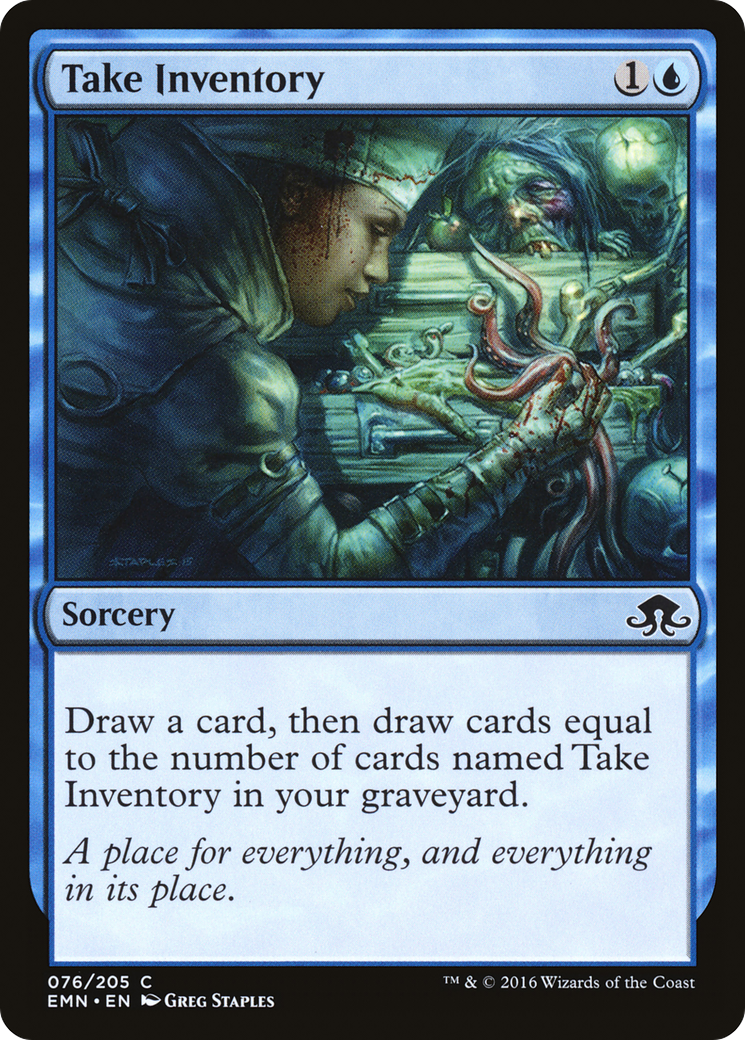 Take Inventory
1
STAPLES 15
Sorcery
Draw a card, then draw cards equal
to the number of cards named Take
Inventory in your graveyard.
A place for everything, and everything
in its place.
076/205 C
EMN • EN Greg Staples
™ & © 2016 Wizards of the Coast